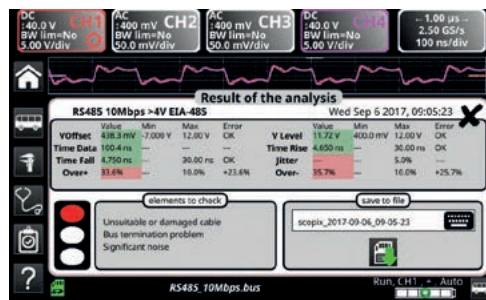 DC
:40.0 V CH1
BW lim=No
5.00 V/div
AC
:400 mV CH2
BW lim=No
50.0 mV/div
AC
:400 mV CH3
BW lim=No
50.0 mV/div
DC
:40.0 V CH4
BW lim=No
5.00 V/div
1.00 µs
2.50 GS/s
100 ns/div
Result of the analysis
RS485 10Mbps >4V EIA-485 Wed Sep 6 2017, 09:05:23
Value Min Max Error Value Min Max Error
VOffset 438.3 mV -7.000 V 12.00 V OK V Level 11.72 V 400.0 mV 12.00 V OK
Time Data 100.4 ns --- --- --- Time Rise 4.650 ns --- 30.00 ns OK
Time Fall 4.750 ns --- 30.00 ns OK Jitter --- --- 5.0% ---
Over+ 33.6% --- 10.0% +23.6% Over- 35.7% --- 10.0% +25.7%
elements to check
Unsuitable or damaged cable
Bus termination problem
Significant noise
save to file
scopix_2017-09-06_09-05-23
?
RS485_10Mbps.bus
Run, CH1 , + , Auto